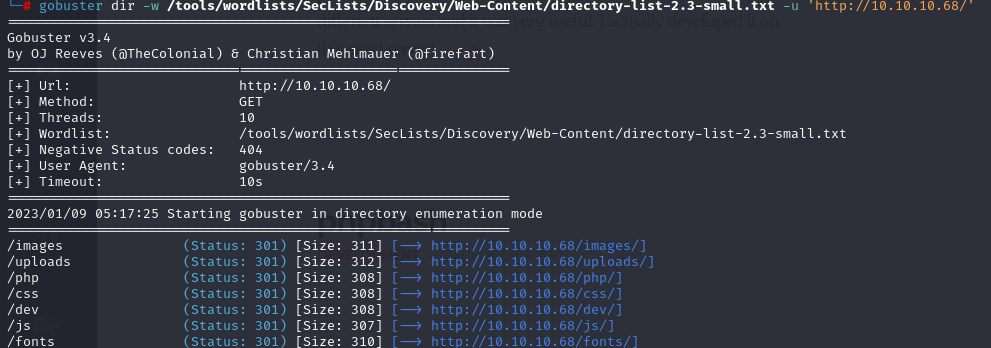 └─# gobuster dir -w /tools/wordlists/SecLists/Discovery/Web-Content/directory-list-2.3-small.txt -u 'http://10.10.10.68/'
very useful. I actually developed it on
Gobuster v3.4
by OJ Reeves (@TheColonial) & Christian Mehlmauer (@firefart)
[+] Url: http://10.10.10.68/
[+] Method: GET
[+] Threads: 10
[+] Wordlist: /tools/wordlists/SecLists/Discovery/Web-Content/directory-list-2.3-small.txt
[+] Negative Status codes: 404
[+] User Agent: gobuster/3.4
[+] Timeout: 10s
2023/01/09 05:17:25 Starting gobuster in directory enumeration mode
phpbash
/images (Status: 301) [Size: 311] [--> http://10.10.10.68/images/]
/uploads (Status: 301) [Size: 312] [--> http://10.10.10.68/uploads/]
/php (Status: 301) [Size: 308] [--> http://10.10.10.68/php/]
/css (Status: 301) [Size: 308] [--> http://10.10.10.68/css/]
/dev (Status: 301) [Size: 308] [--> http://10.10.10.68/dev/]
/js (Status: 301) [Size: 307] [--> http://10.10.10.68/js/]
/fonts (Status: 301) [Size: 310] [--> http://10.10.10.68/fonts/]